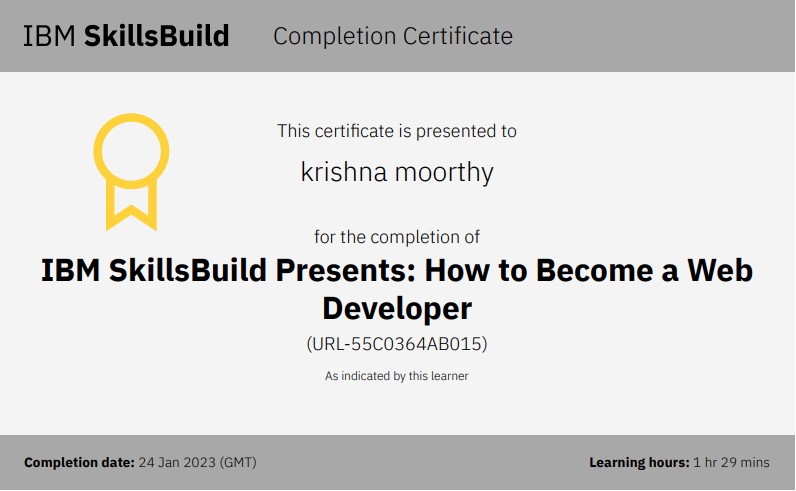 IBM SkillsBuild Completion Certificate
This certificate is presented to
krishna moorthy
for the completion of
IBM SkillsBuild Presents: How to Become a Web
Developer
(URL-55C0364AB015)
As indicated by this learner
Completion date: 24 Jan 2023 (GMT)
Learning hours: 1 hr 29 mins